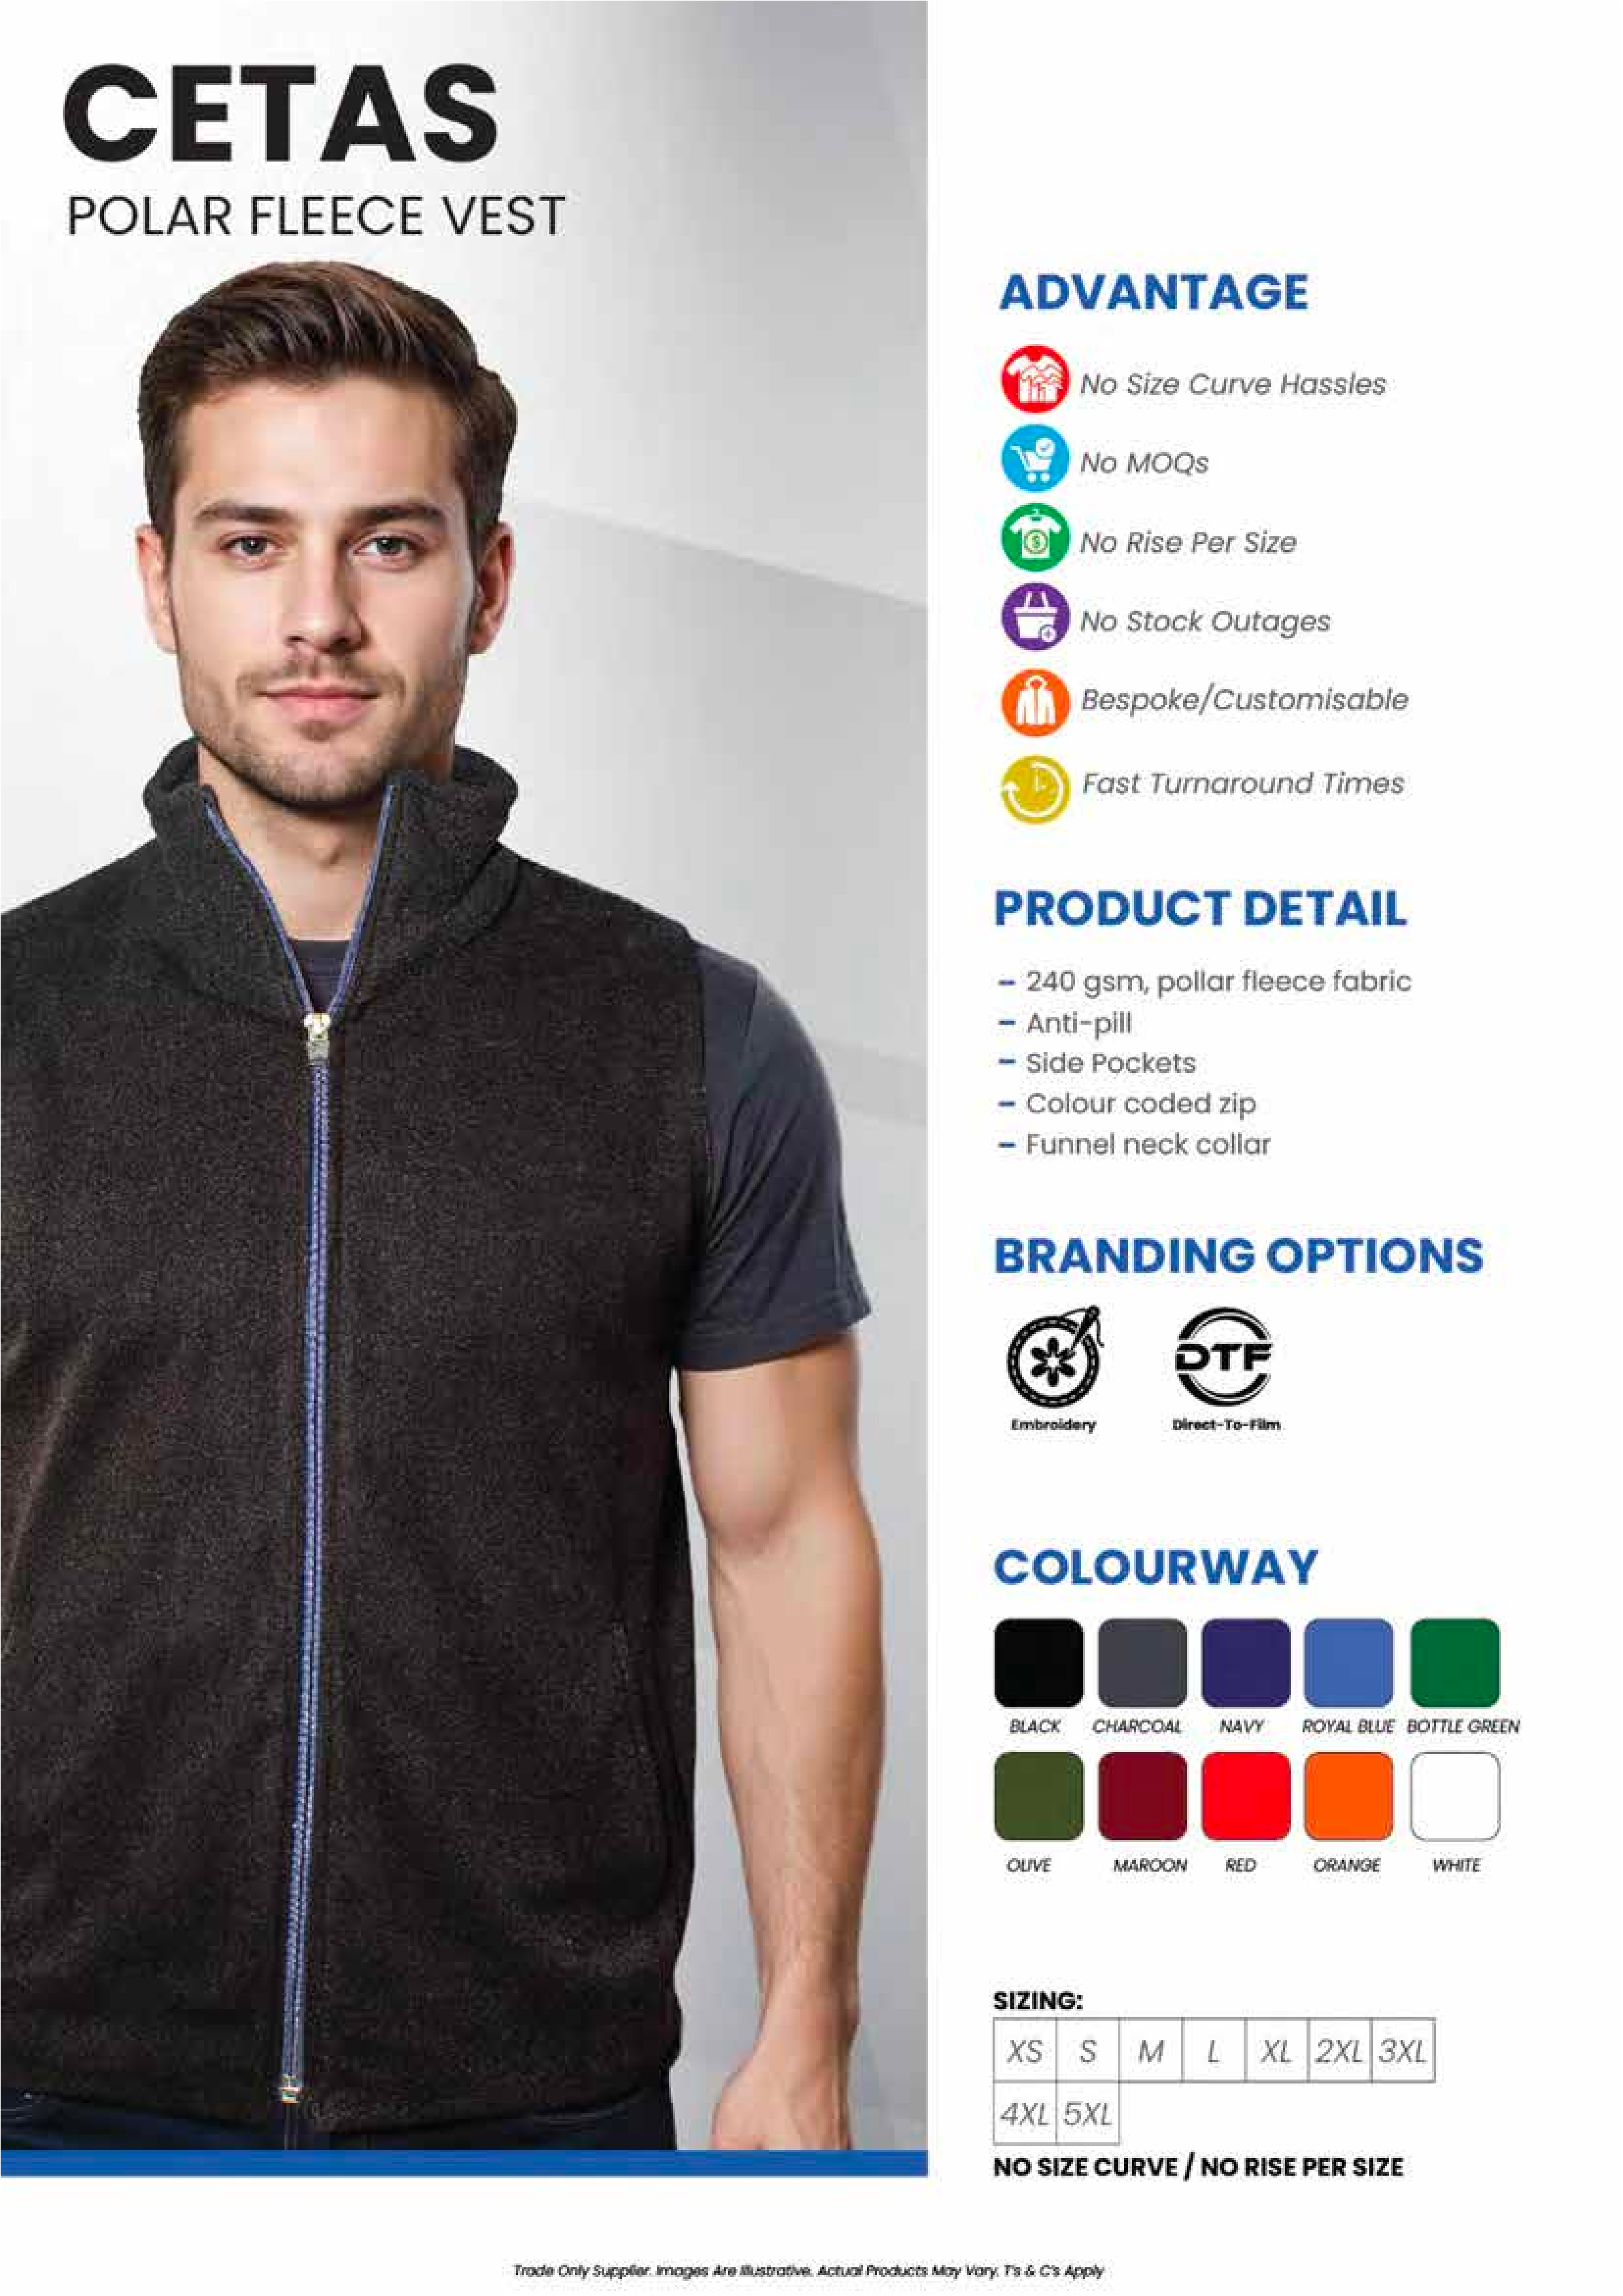 CETAS
POLAR FLEECE VEST
ADVANTAGE
No Size Curve Hassles
No MOQs
No Rise Per Size
No Stock Outages
Bespoke/Customisable
Fast Turnaround Times
PRODUCT DETAIL
- 240 gsm, pollar fleece fabric
- Anti-pill
- Side Pockets
- Colour coded zip
- Funnel neck collar
BRANDING OPTIONS
DTF
Embroidery Direct-To-Film
COLOURWAY
BLACK CHARCOAL NAVY ROYAL BLUE BOTTLE GREEN
OLIVE MAROON RED ORANGE WHITE
SIZING:
XS S M L XL 2XL 3XL
4XL 5XL
NO SIZE CURVE / NO RISE PER SIZE
Trade Only Supplier. Images Are Illustrative. Actual Products May Vary. T's & C's Apply